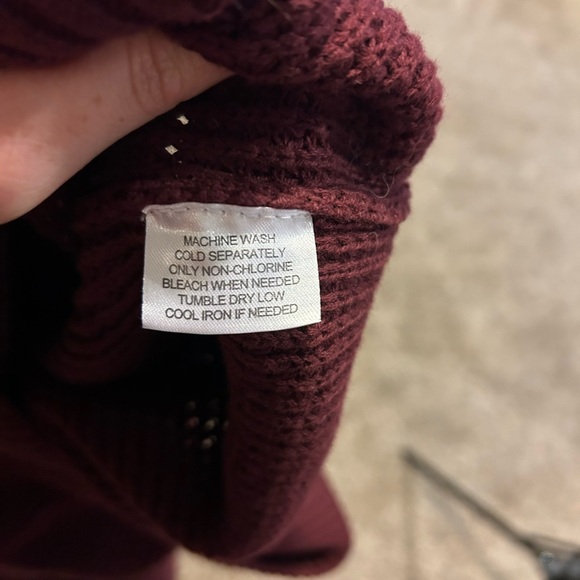 MACHINE WASH
COLD SEPARATELY
ONLY NON-CHLORINE
BLEACH WHEN NEEDED
TUMBLE DRY LOW
COOL IRON IF NEEDED